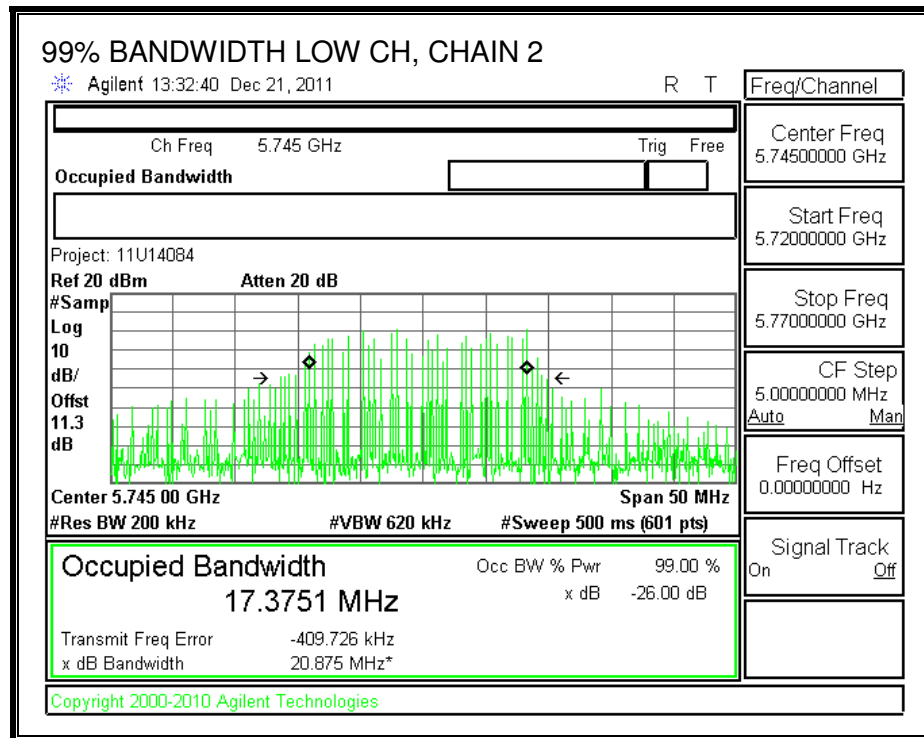 99% BANDWIDTH LOW CH, CHAIN 2
Agilent 13:32:40 Dec 21, 2011 R T
Freq/Channel
Ch Freq 5.745 GHz Trig Free
Occupied Bandwidth
Center Freq
5.74500000 GHz
Start Freq
5.72000000 GHz
Stop Freq
5.77000000 GHz
CF Step
5.00000000 MHz
Auto Man
Freq Offset
0.00000000 Hz
Signal Track
On Off
Project: 11U14084
Ref 20 dBm Atten 20 dB
#Samp
Log
10
dB/
Offst
11.3
dB
Center 5.745 00 GHz Span 50 MHz
#Res BW 200 kHz #VBW 620 kHz #Sweep 500 ms (601 pts)
Occupied Bandwidth Occ BW % Pwr 99.00 %
17.3751 MHz x dB -26.00 dB
Transmit Freq Error -409.726 kHz
x dB Bandwidth 20.875 MHz*
Copyright 2000-2010 Agilent Technologies